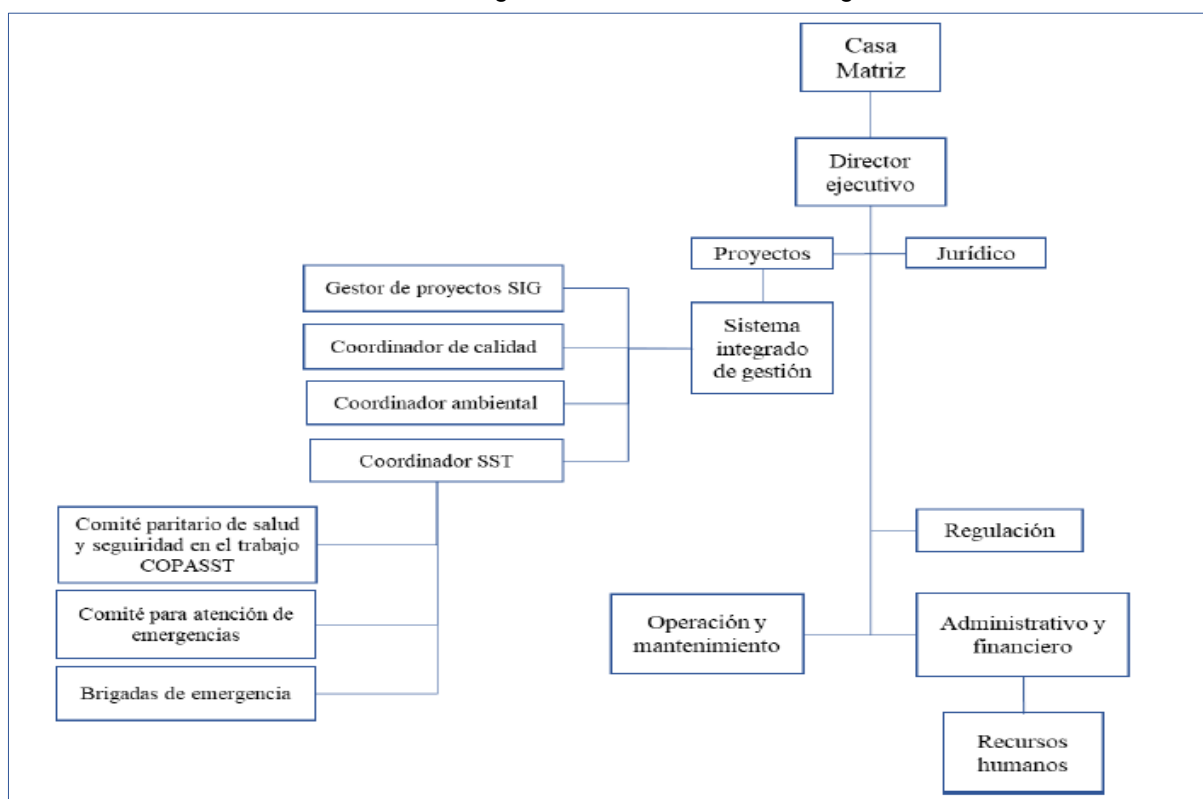 Casa
Matriz
Director
ejecutivo
Proyectos
Jurídico
Gestor de proyectos SIG
Sistema
integrado
de gestión
Coordinador de calidad
Coordinador ambiental
Coordinador SST
Comité paritario de salud
y seguiridad en el trabajo
COPASST
Regulación
Comité para atención de
emergencias
Operación y
mantenimiento
Administrativo y
financiero
Brigadas de emergencia
Recursos
humanos